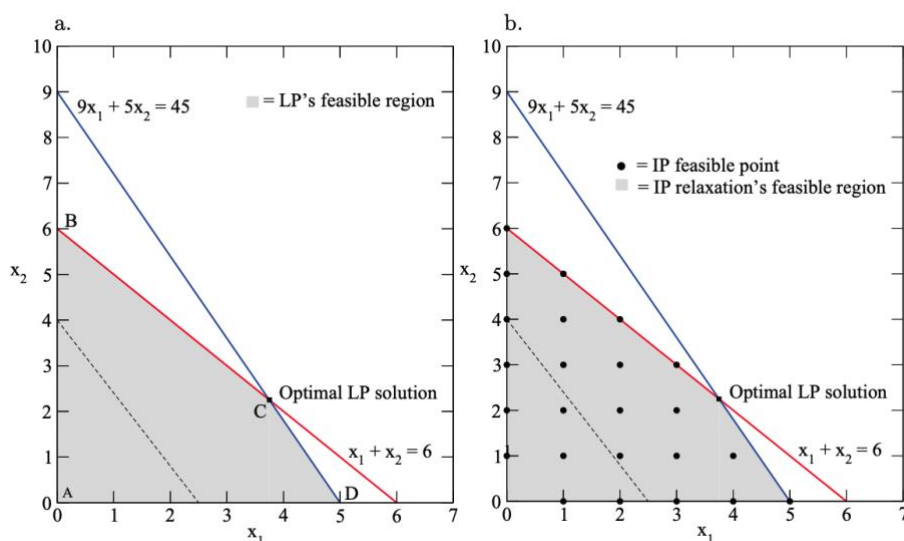 a.
10
9
8
7
6
5
4
3
2
1
0
x₂
9x₁ + 5x₂ = 45
= LP's feasible region
B
Optimal LP solution
C
x₁ + x₂ = 6
A
D
0 1 2 3 4 5 6 7
x₁
b.
10
9
8
7
6
5
4
3
2
1
0
x₂
9x₁ + 5x₂ = 45
= IP feasible point
= IP relaxation's feasible region
Optimal LP solution
x₁ + x₂ = 6
0 1 2 3 4 5 6 7
x₁